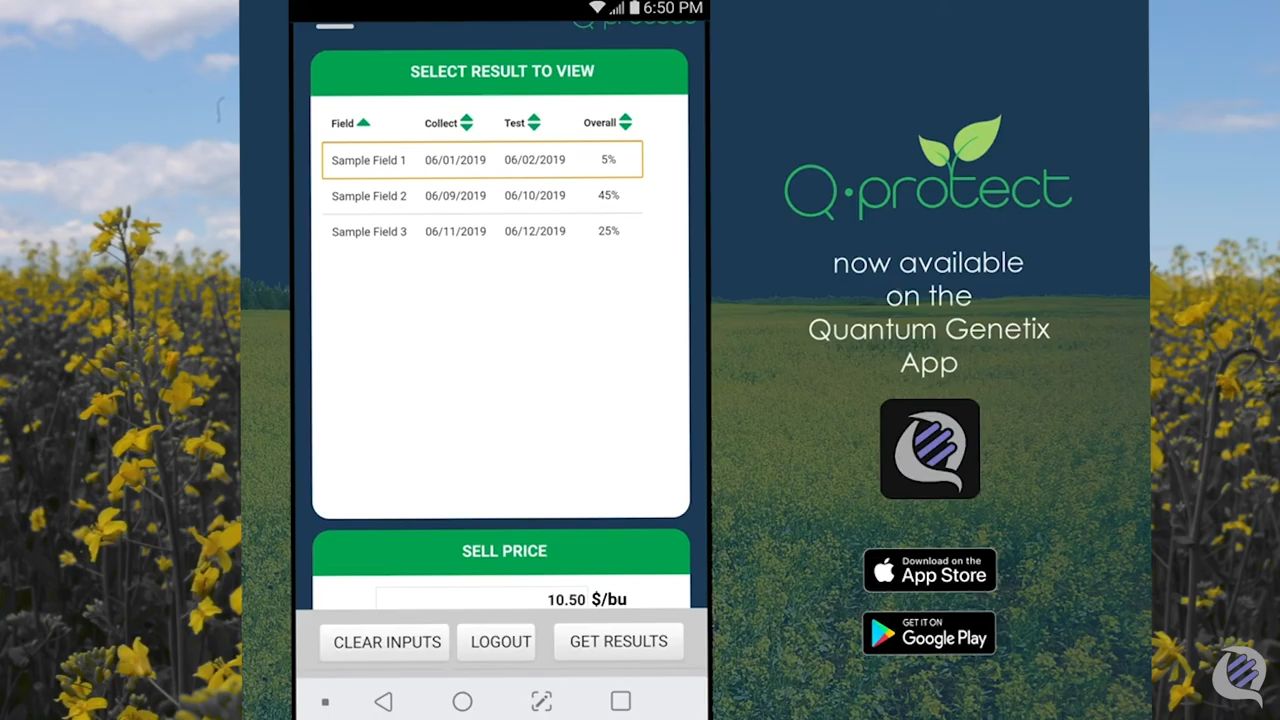 6:50 PM
SELECT RESULT TO VIEW
Field Collect Test Overall
Sample Field 1 06/01/2019 06/02/2019 5%
Sample Field 2 06/09/2019 06/10/2019 45%
Sample Field 3 06/11/2019 06/12/2019 25%
SELL PRICE
10.50 $/bu
CLEAR INPUTS LOGOUT GET RESULTS
Q·protect
now available
on the
Quantum Genetix
App
Download on the
App Store
GET IT ON
Google Play